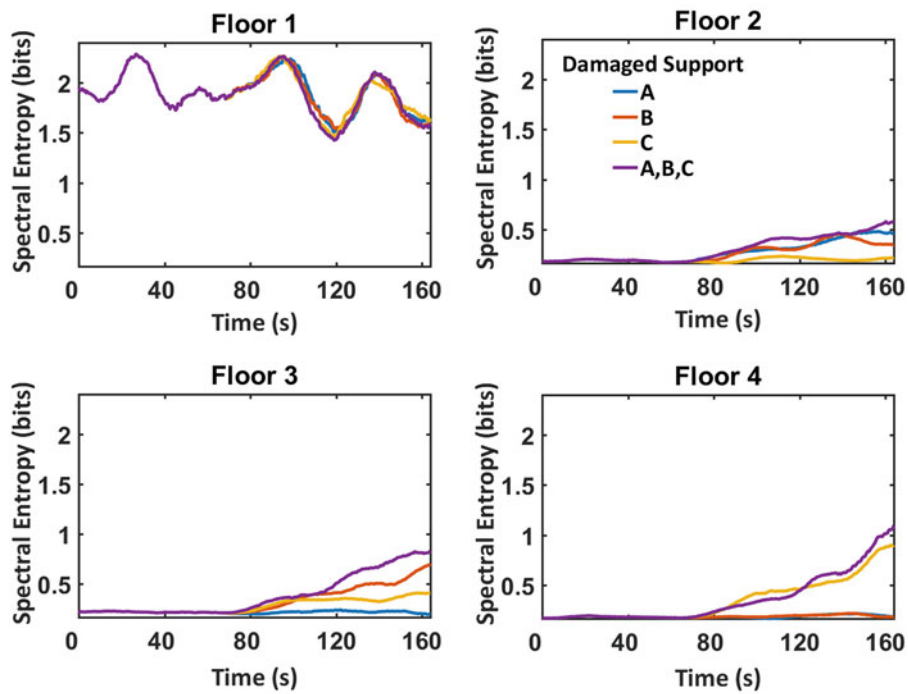 Floor 1
Spectral Entropy (bits)
2
1.5
1
0.5
0 40 80 120 160
Time (s)
Floor 2
Spectral Entropy (bits)
2
1.5
1
0.5
Damaged Support
A
B
C
A,B,C
0 40 80 120 160
Time (s)
Floor 3
Spectral Entropy (bits)
2
1.5
1
0.5
0 40 80 120 160
Time (s)
Floor 4
Spectral Entropy (bits)
2
1.5
1
0.5
0 40 80 120 160
Time (s)